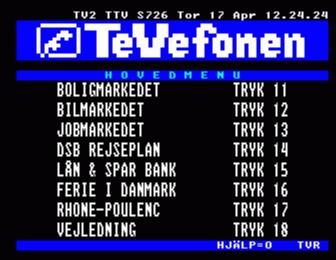 TV2 TTV S726 Tor 17 Apr 12.24.24
TeVefonen
HOVEDMENU
BOLIGMARKEDET TRYK 11
BILMARKEDET TRYK 12
JOBMARKEDET TRYK 13
DSB REJSEPLAN TRYK 14
LÅN & SPAR BANK TRYK 15
FERIE I DANMARK TRYK 16
RHONE-POULENC TRYK 17
VEJLEDNING TRYK 18
HJÄLP=0 TVR